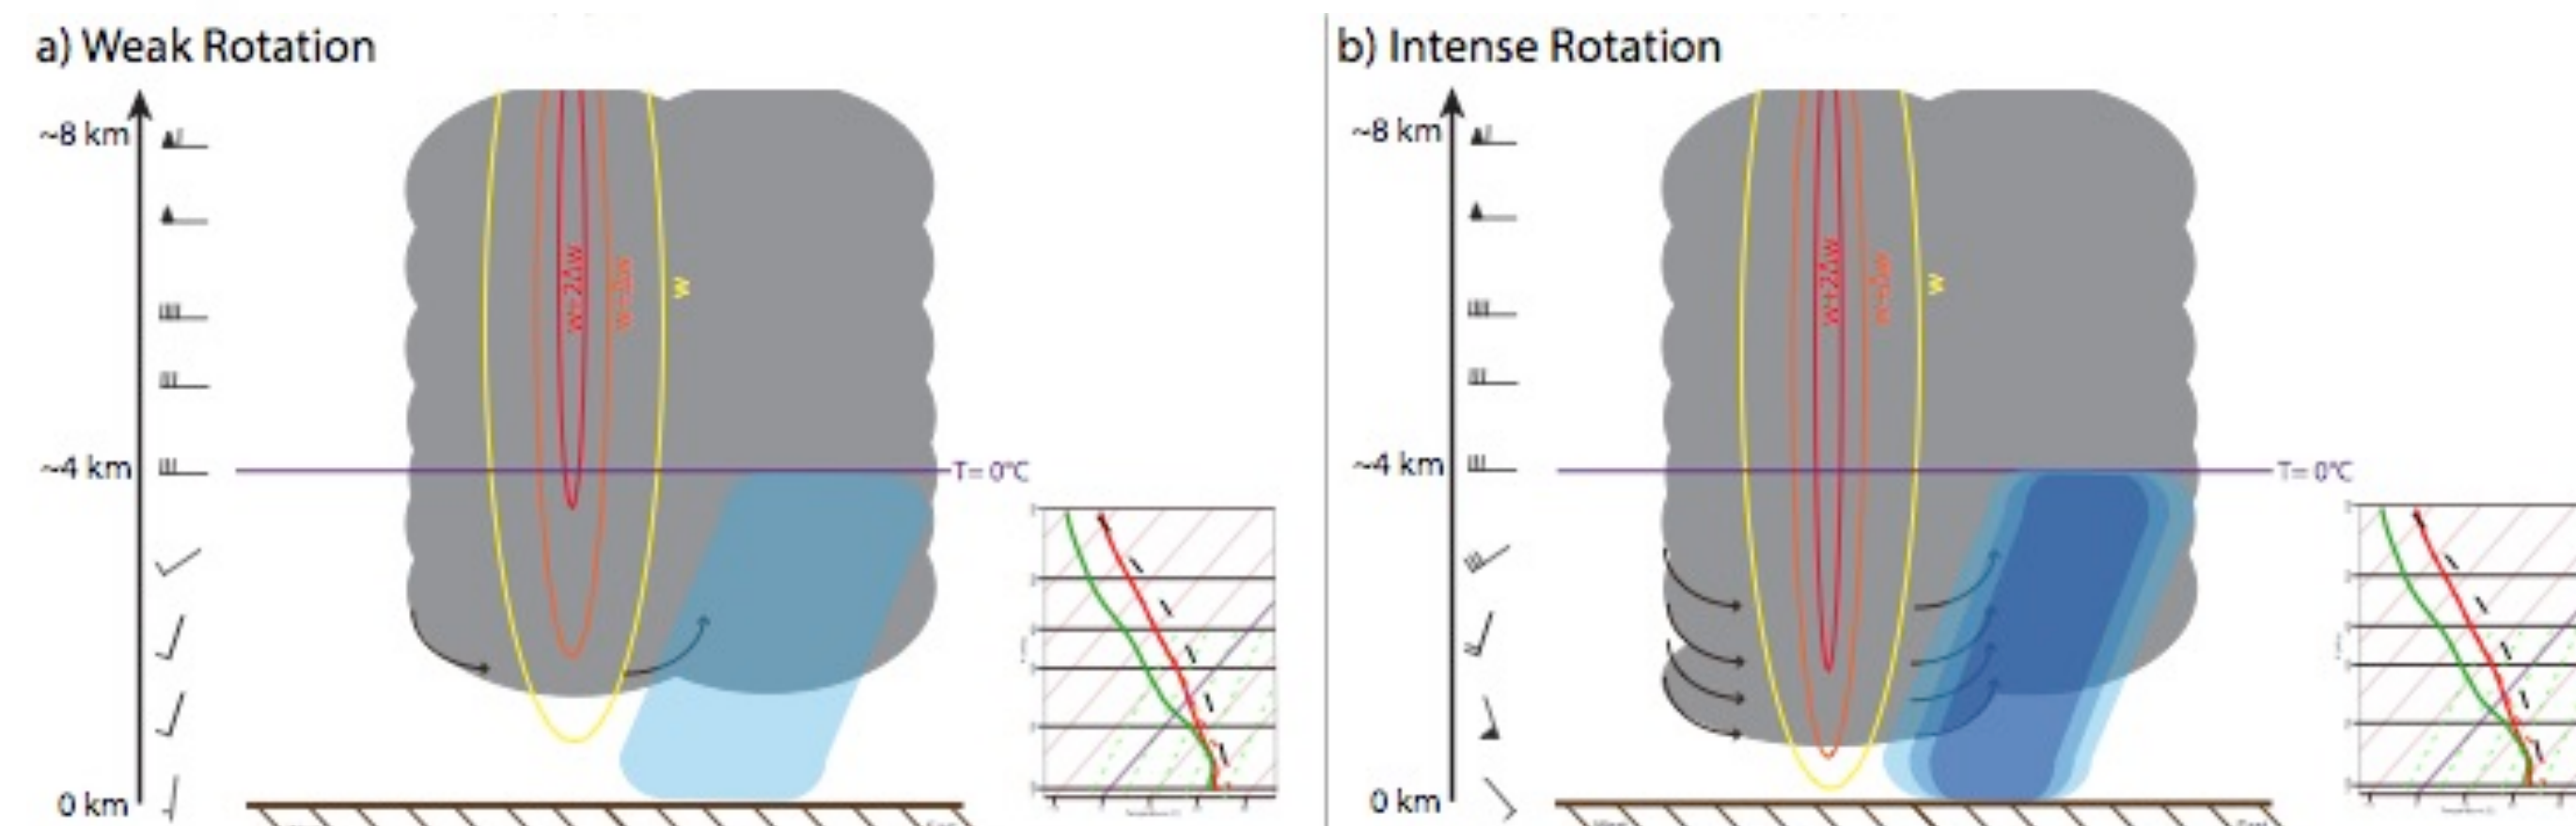 a) Weak Rotation
~8 km
~4 km
0 km
w+2Δw
w+Δw
w
T= 0°C
b) Intense Rotation
~8 km
~4 km
0 km
w+2Δw
w+Δw
w
T= 0°C